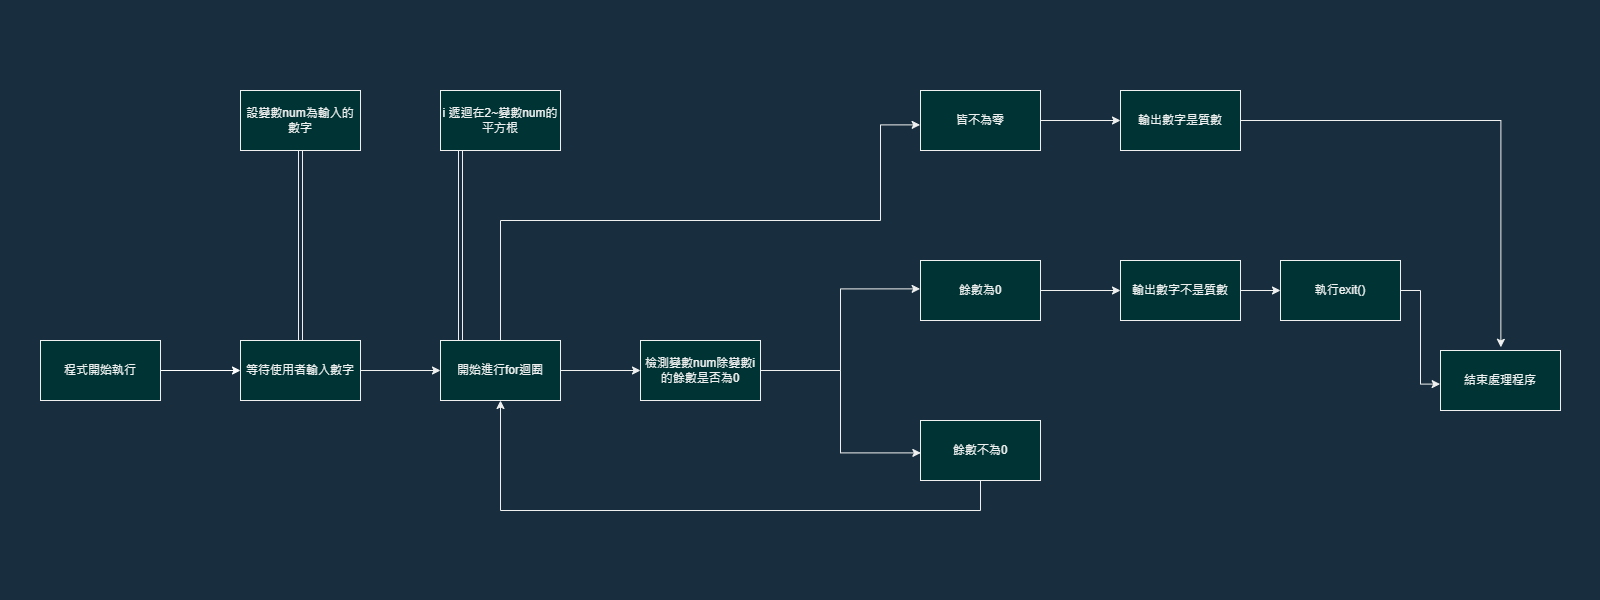 設變數num為輸入的
數字
i 遞迴在2~變數num的
平方根
皆不為零
輸出數字是質數
餘數為0
輸出數字不是質數
執行exit()
程式開始執行
等待使用者輸入數字
開始進行for迴圈
檢測變數num除變數i
的餘數是否為0
結束處理程序
餘數不為0